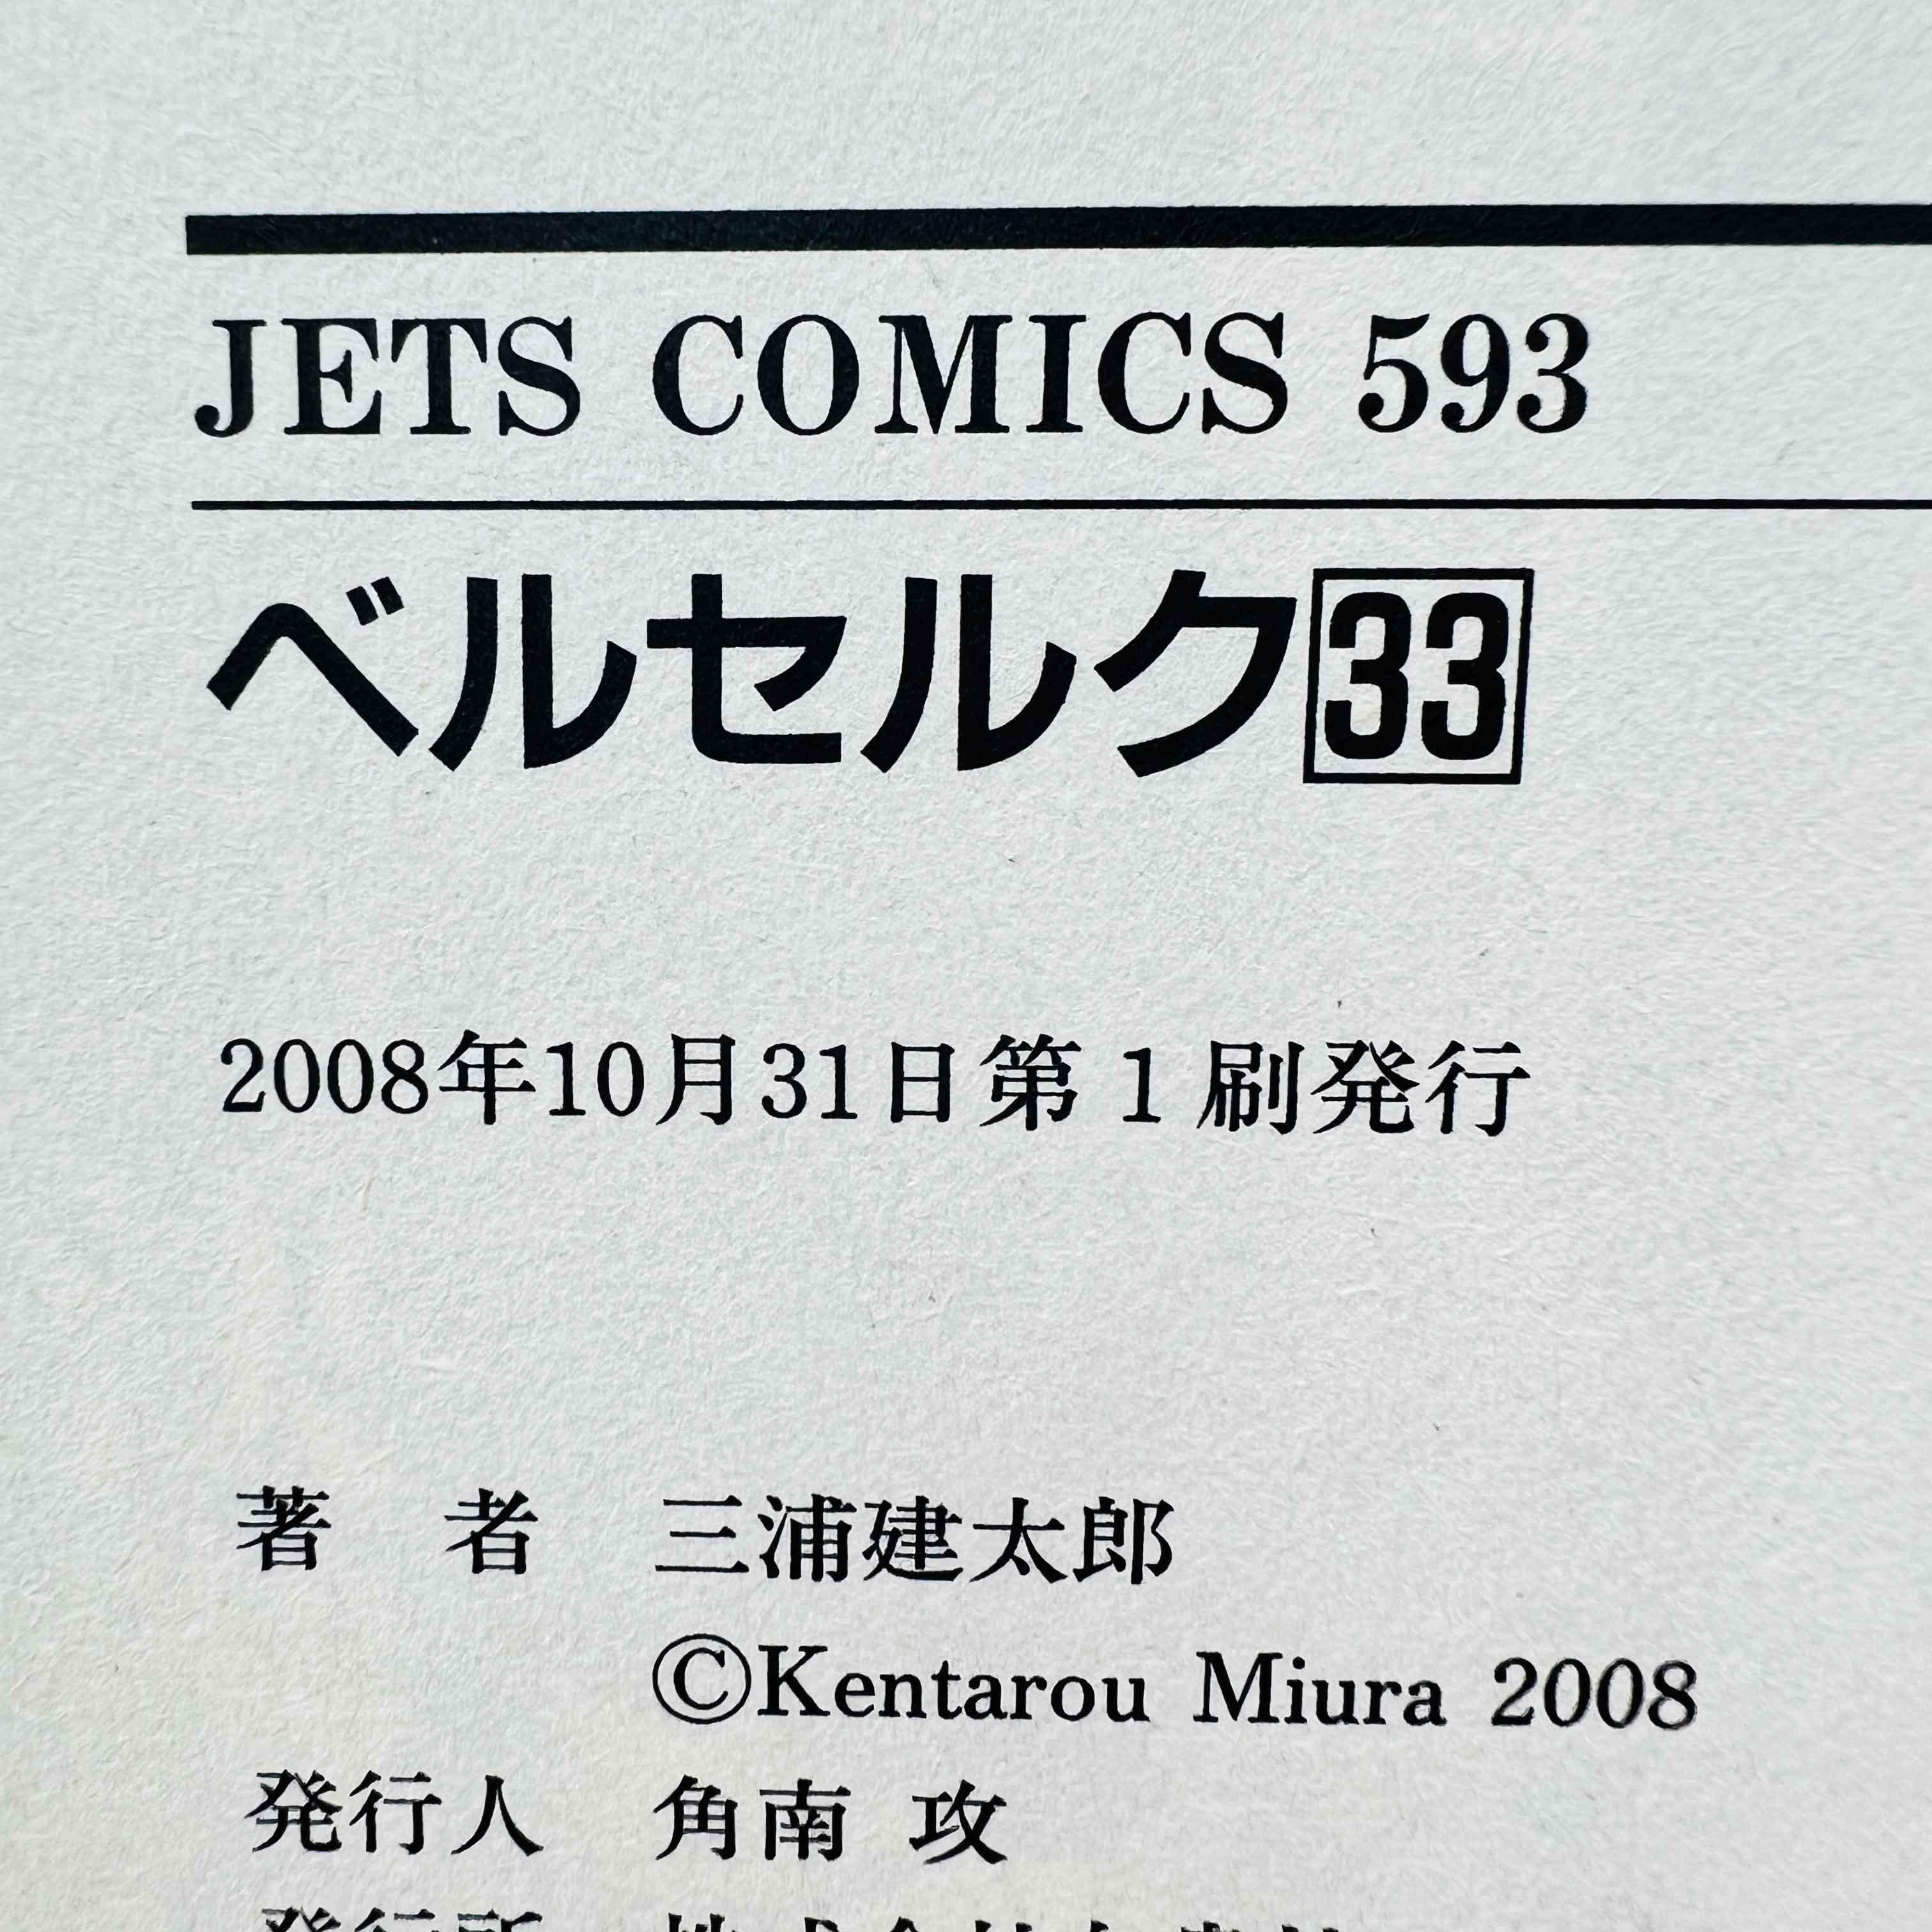 JETS COMICS 593
ベルセルク33
2008年10月31日第1刷発行
著者 三浦建太郎
©Kentarou Miura 2008
発行人 角南 攻